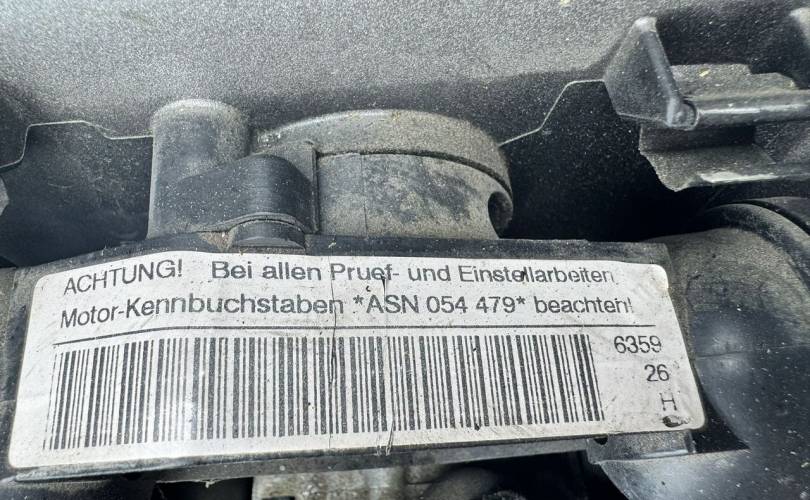 ACHTUNG! Bei allen Pruef- und Einstellarbeiten
Motor-Kennbuchstaben *ASN 054 479* beachten!
6359
26
H